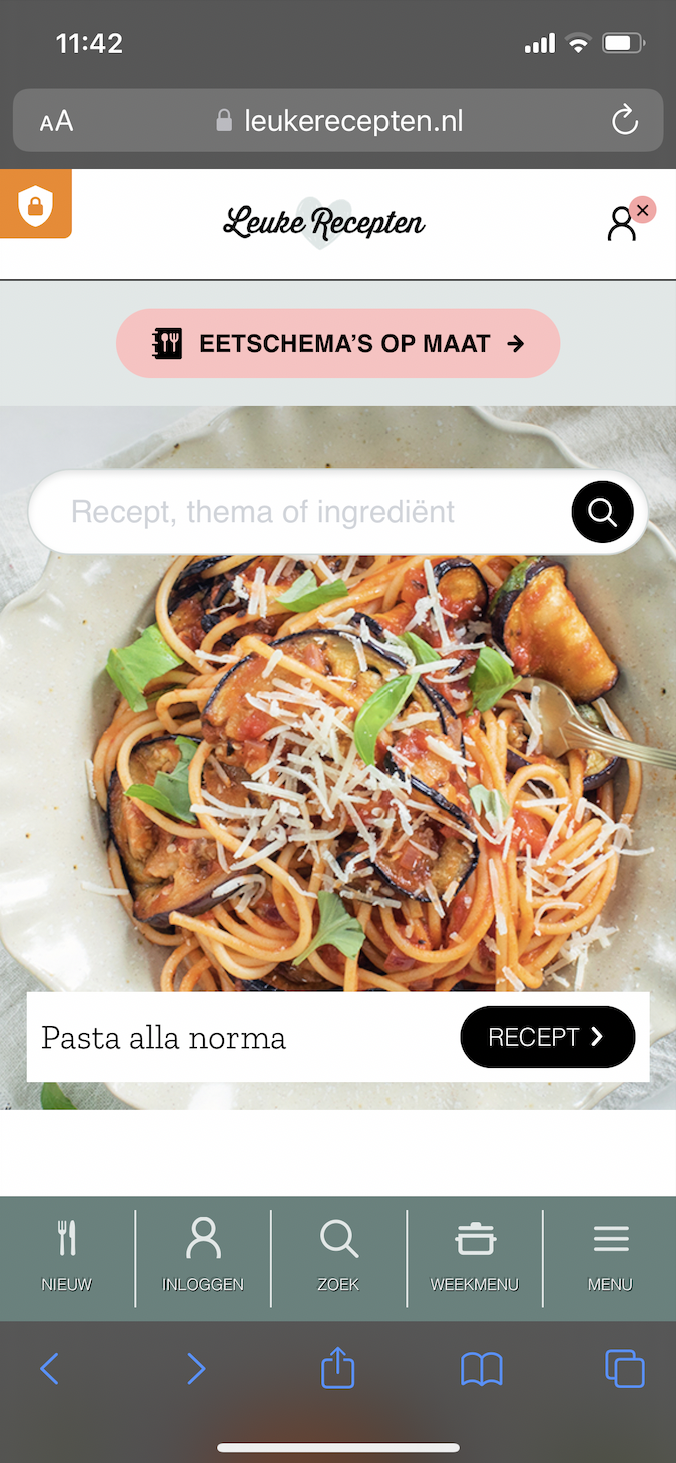 11:42
AA
leukerecepten.nl
Leuke Recepten
EETSCHEMA'S OP MAAT →
Recept, thema of ingrediënt
Pasta alla norma
RECEPT
NIEUW
INLOGGEN
ZOEK
WEEKMENU
MENU